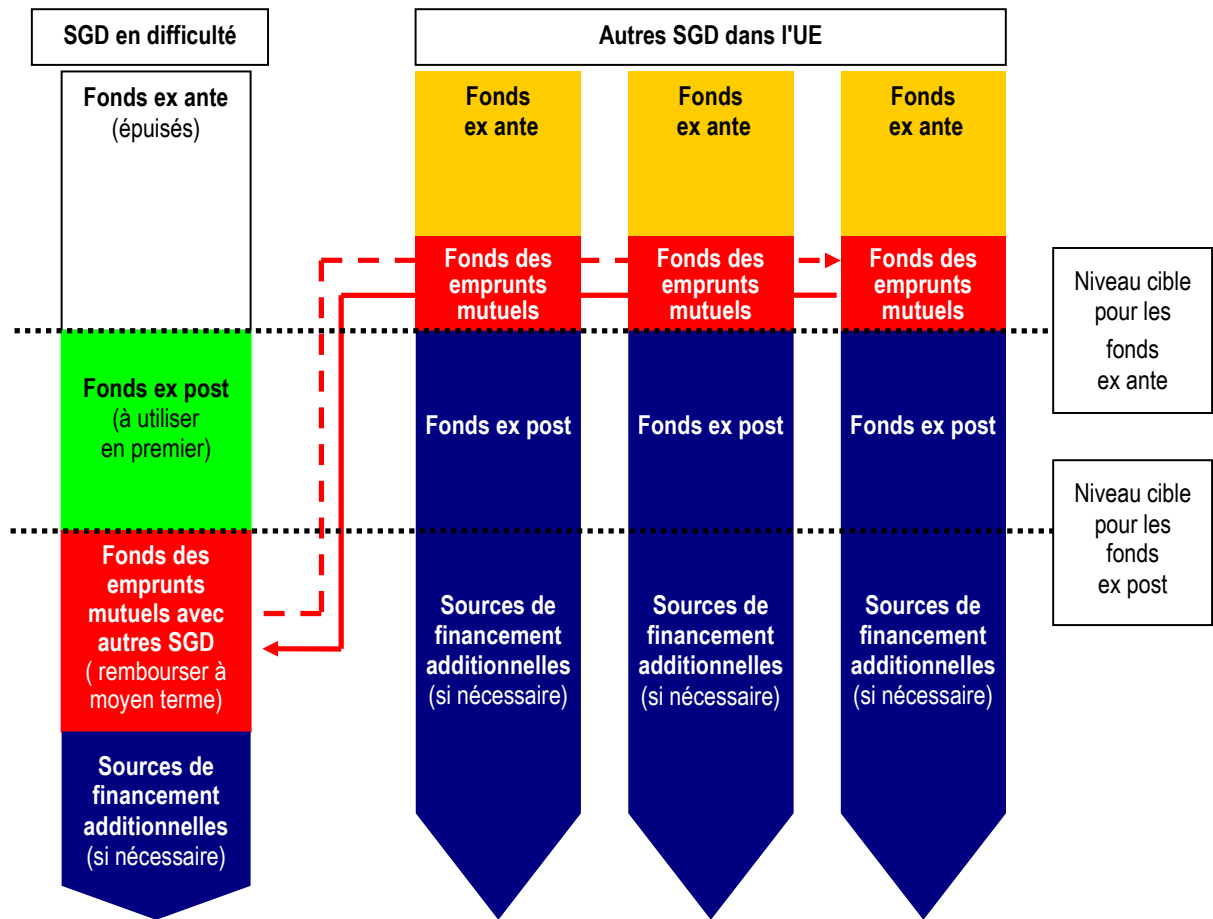 SGD en difficulté
Fonds ex ante
(épuisés)
Fonds ex post
(à utiliser
en premier)
Fonds des
emprunts
mutuels avec
autres SGD
( rembourser à
moyen terme)
Sources de
financement
additionnelles
(si nécessaire)
Autres SGD dans l'UE
Fonds
ex ante
Fonds des
emprunts
mutuels
Fonds ex post
Sources de
financement
additionnelles
(si nécessaire)
Fonds
ex ante
Fonds des
emprunts
mutuels
Fonds ex post
Sources de
financement
additionnelles
(si nécessaire)
Fonds
ex ante
Fonds des
emprunts
mutuels
Fonds ex post
Sources de
financement
additionnelles
(si nécessaire)
Niveau cible
pour les
fonds
ex ante
Niveau cible
pour les
fonds
ex post